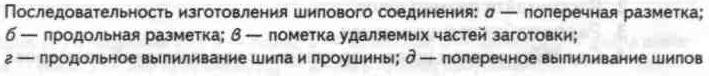 Последовательность изготовления шипового соединения: а — поперечная разметка;
б — продольная разметка; в — пометка удаляемых частей заготовки;
г — продольное выпиливание шипа и проушины; д — поперечное выпиливание шипов